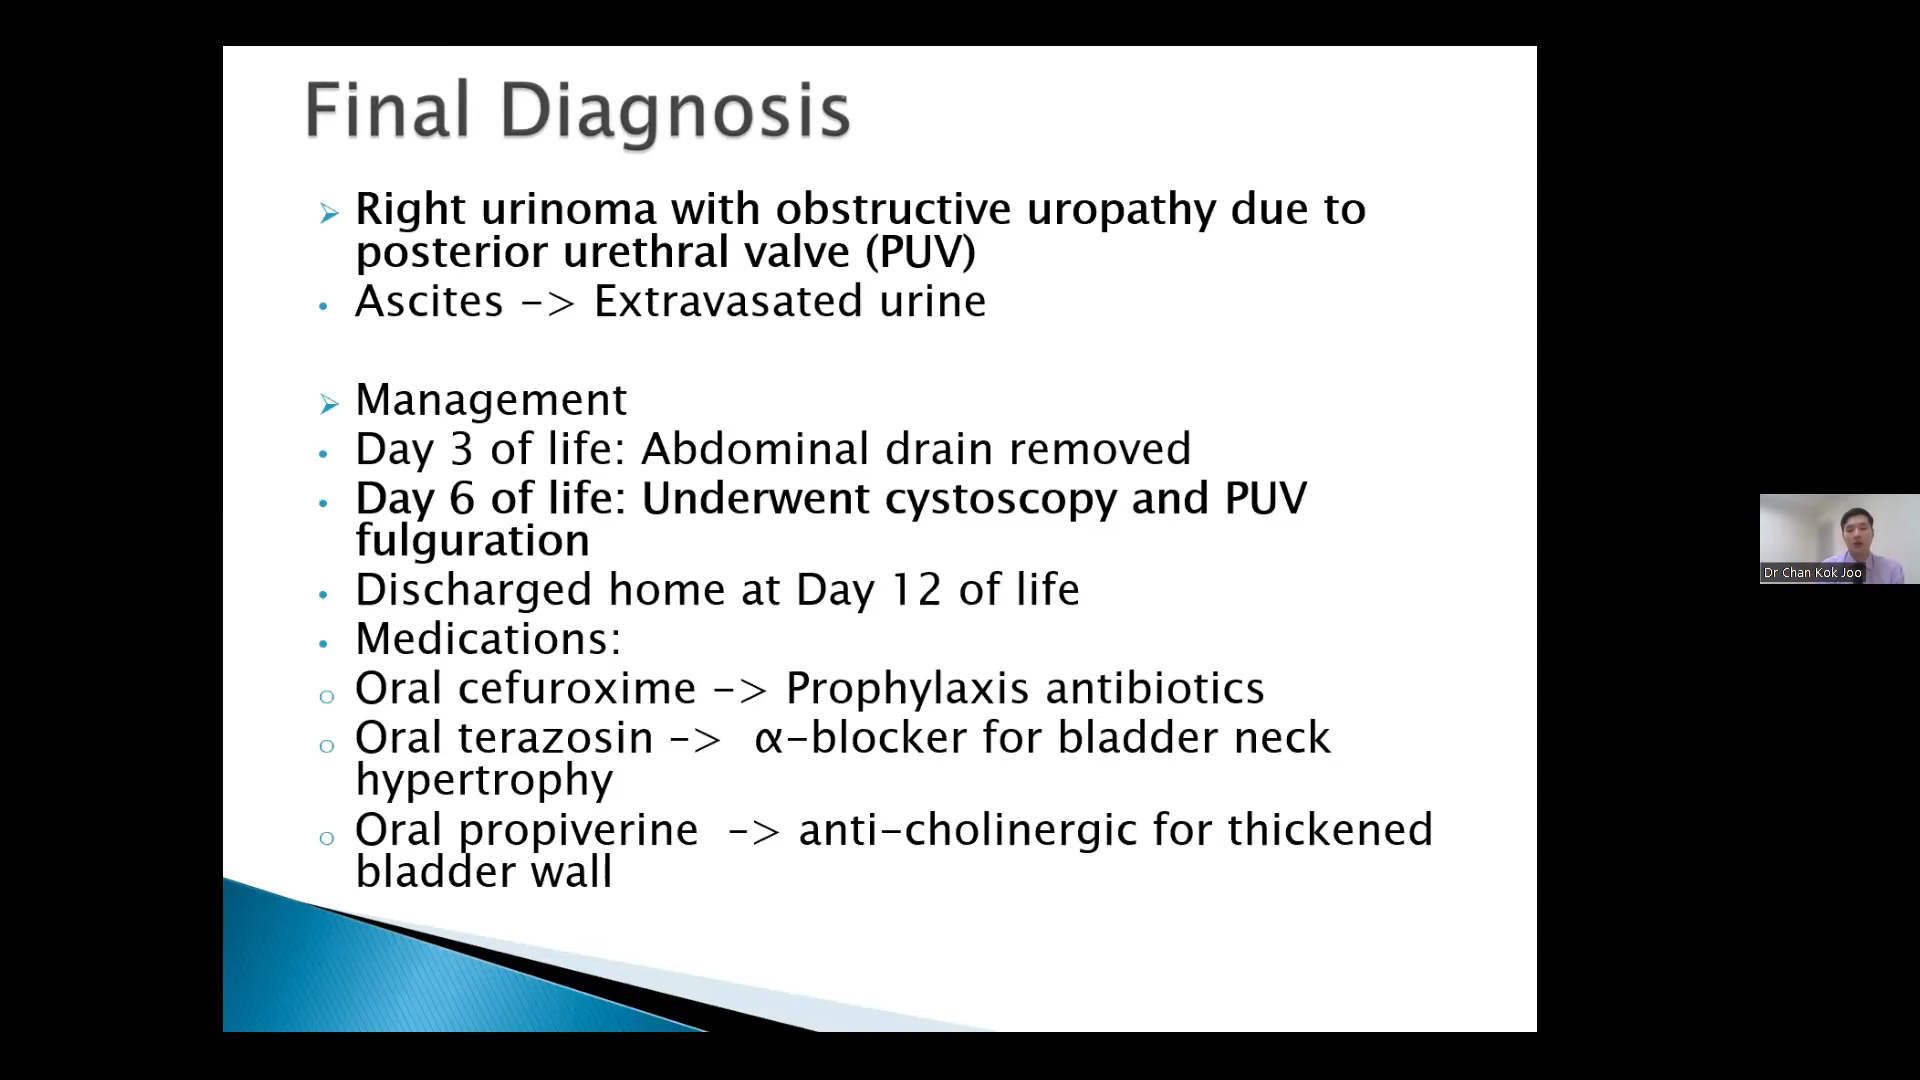 Final Diagnosis
Right urinoma with obstructive uropathy due to
posterior urethral valve (PUV)
Ascites -> Extravasated urine
Management
Day 3 of life: Abdominal drain removed
Day 6 of life: Underwent cystoscopy and PUV
fulguration
Discharged home at Day 12 of life
Medications:
Oral cefuroxime -> Prophylaxis antibiotics
Oral terazosin -> α-blocker for bladder neck
hypertrophy
Oral propiverine -> anti-cholinergic for thickened
bladder wall
Dr Chan Kok Joo